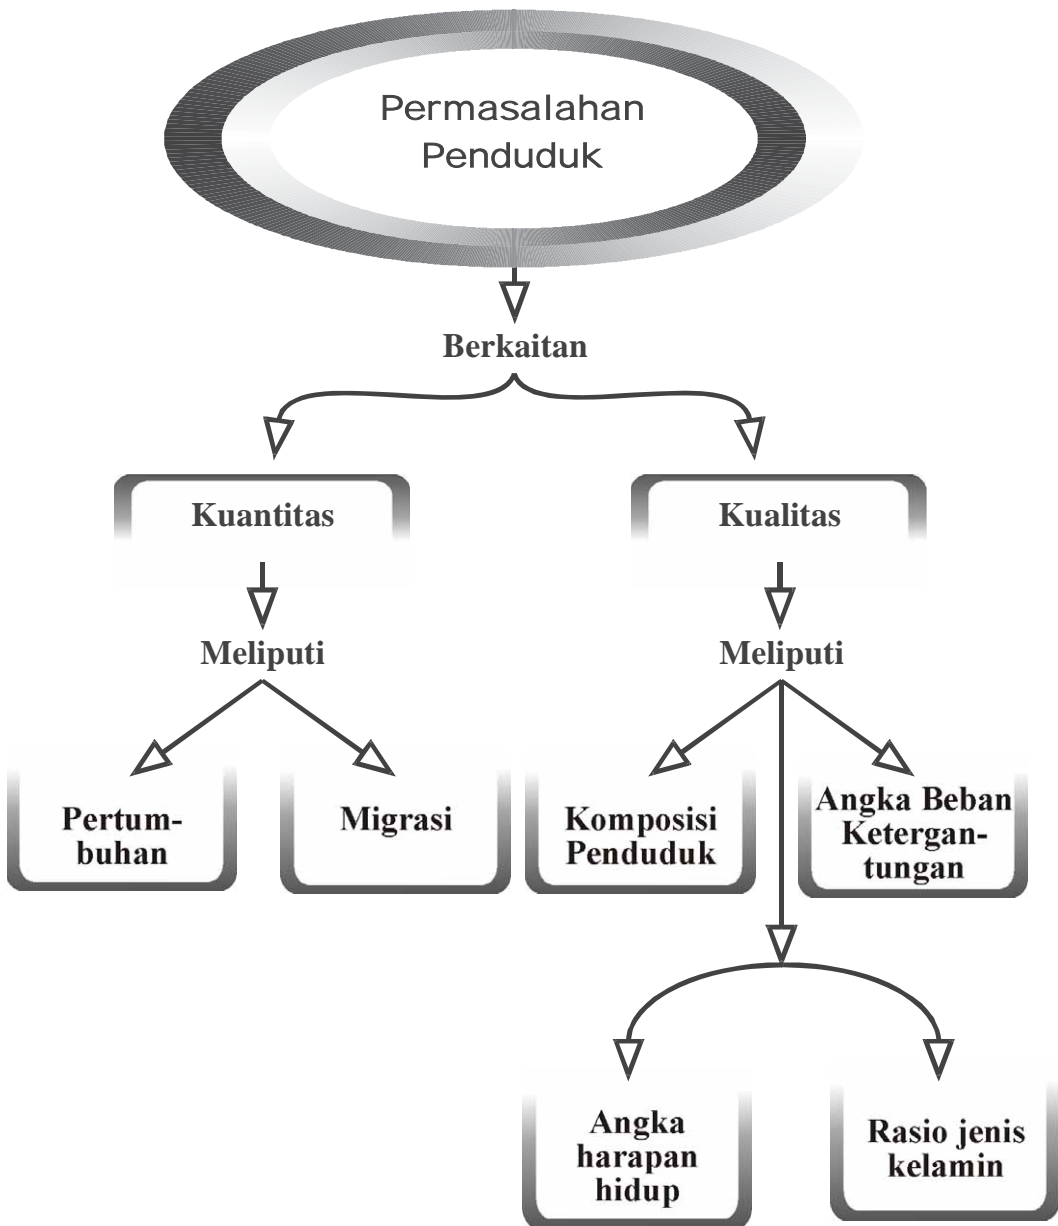 Permasalahan
Penduduk
Berkaitan
Kuantitas
Kualitas
Meliputi
Meliputi
Pertum-
buhan
Migrasi
Komposisi
Penduduk
Angka Beban
Ketergan-
tungan
Angka
harapan
hidup
Rasio jenis
kelamin